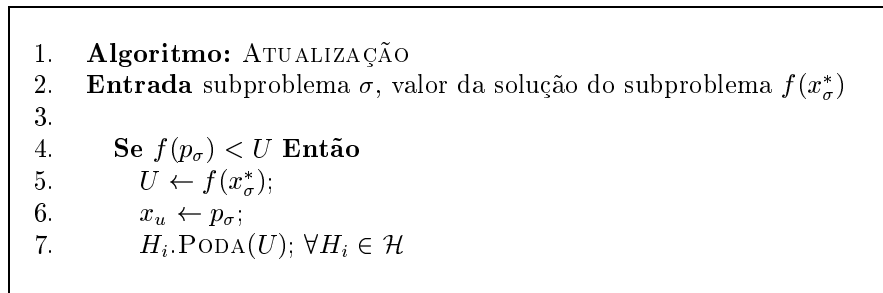 1. Algoritmo: ATUALIZAÇÃO
2. Entrada subproblema σ, valor da solução do subproblema f(x*_σ)
3.
4. Se f(p_σ) < U Então
5. U ← f(x*_σ);
6. x_u ← p_σ;
7. H_i.PODA(U); ∀H_i ∈ ℋ